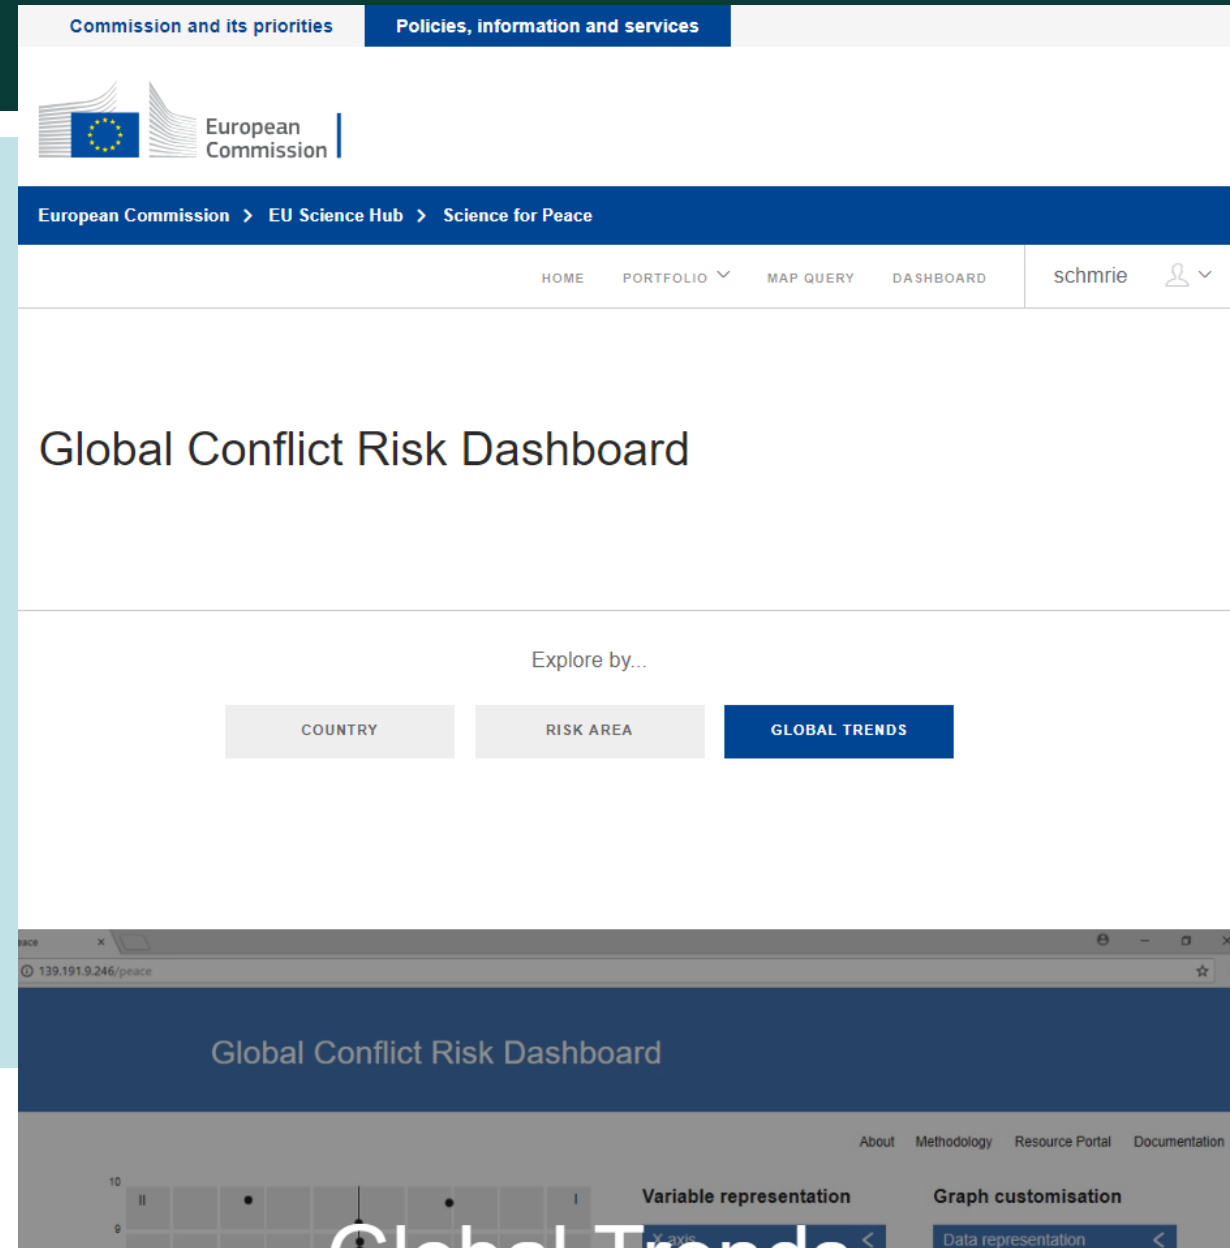 Commission and its priorities
Policies, information and services
European
Commission
European Commission > EU Science Hub > Science for Peace
HOME PORTFOLIO MAP QUERY DASHBOARD schmrie
Global Conflict Risk Dashboard
Explore by...
COUNTRY RISK AREA GLOBAL TRENDS
139.191.9.246/peace
Global Conflict Risk Dashboard
About Methodology Resource Portal Documentation
10
II I
Variable representation Graph customisation
9
Global Trends
X axis Data representation